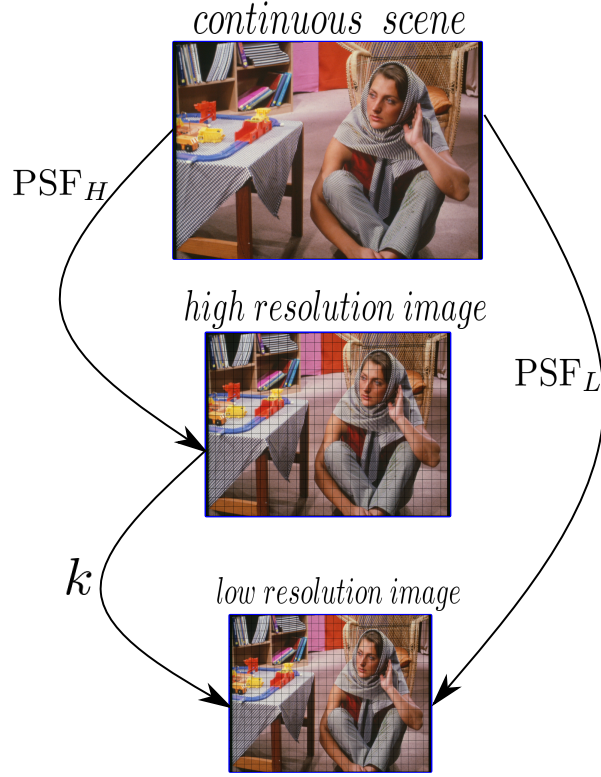 continuous scene
PSF_H
high resolution image
PSF_L
k
low resolution image